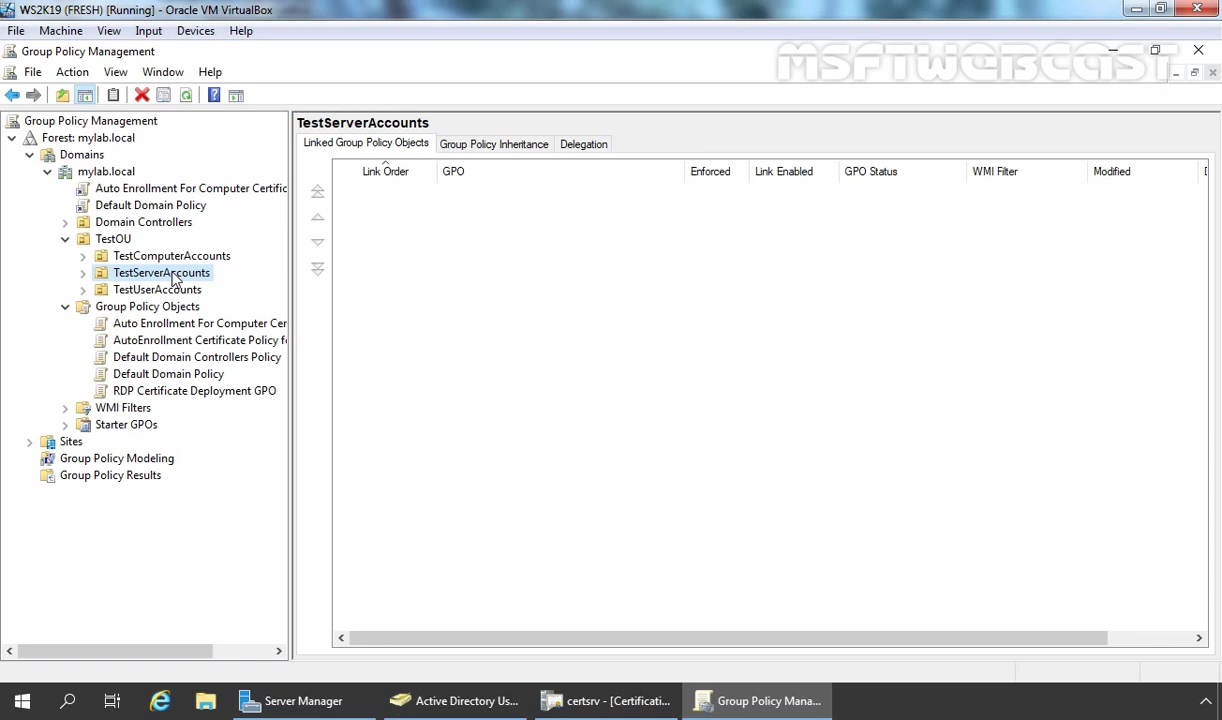 WS2K19 (FRESH) [Running] - Oracle VM VirtualBox
File Machine View Input Devices Help
Group Policy Management
MSFTWEBCAST
File Action View Window Help
Group Policy Management
Forest: mylab.local
Domains
mylab.local
Auto Enrollment For Computer Certific
Default Domain Policy
Domain Controllers
TestOU
TestComputerAccounts
TestServerAccounts
TestUserAccounts
Group Policy Objects
Auto Enrollment For Computer Cer
AutoEnrollment Certificate Policy f
Default Domain Controllers Policy
Default Domain Policy
RDP Certificate Deployment GPO
WMI Filters
Starter GPOs
Sites
Group Policy Modeling
Group Policy Results
TestServerAccounts
Linked Group Policy Objects Group Policy Inheritance Delegation
Link Order GPO Enforced Link Enabled GPO Status WMI Filter Modified
Server Manager Active Directory Us... certsrv - [Certificati... Group Policy Mana...